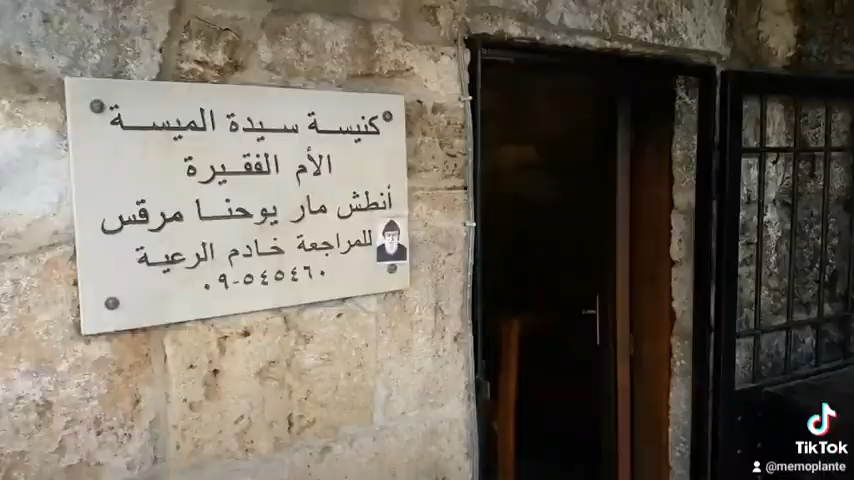 كنيسة سيدة الميسة
الأم الفقيرة
أنطش مار يوحنا مرقس
للمراجعة خادم الرعية
٠٩-٥٤٥٤٦٠
TikTok
@memoplante